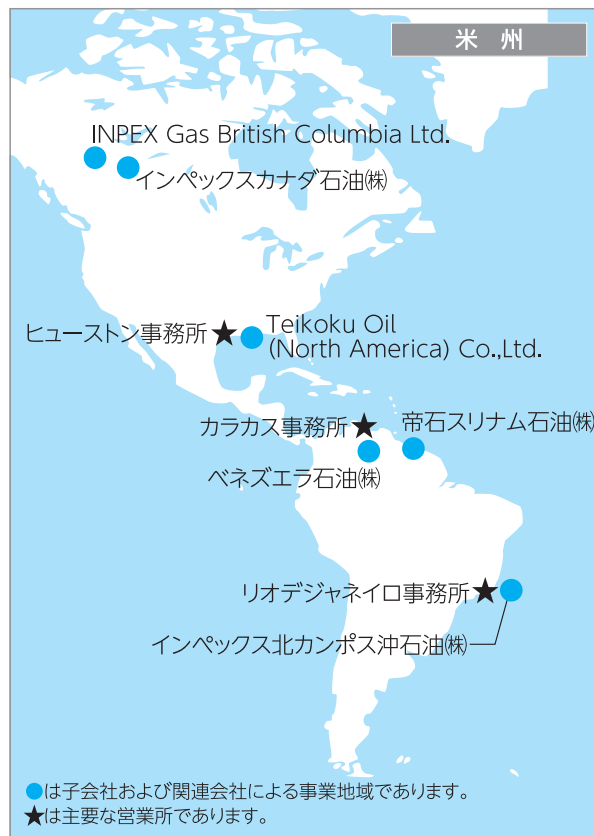 米 州
INPEX Gas British Columbia Ltd.
インペックスカナダ石油㈱
ヒューストン事務所★
Teikoku Oil
(North America) Co.,Ltd.
カラカス事務所★
帝石スリナム石油㈱
ベネズエラ石油㈱
リオデジャネイロ事務所★
インペックス北カンポス沖石油㈱
●は子会社および関連会社による事業地域であります。
★は主要な営業所であります。